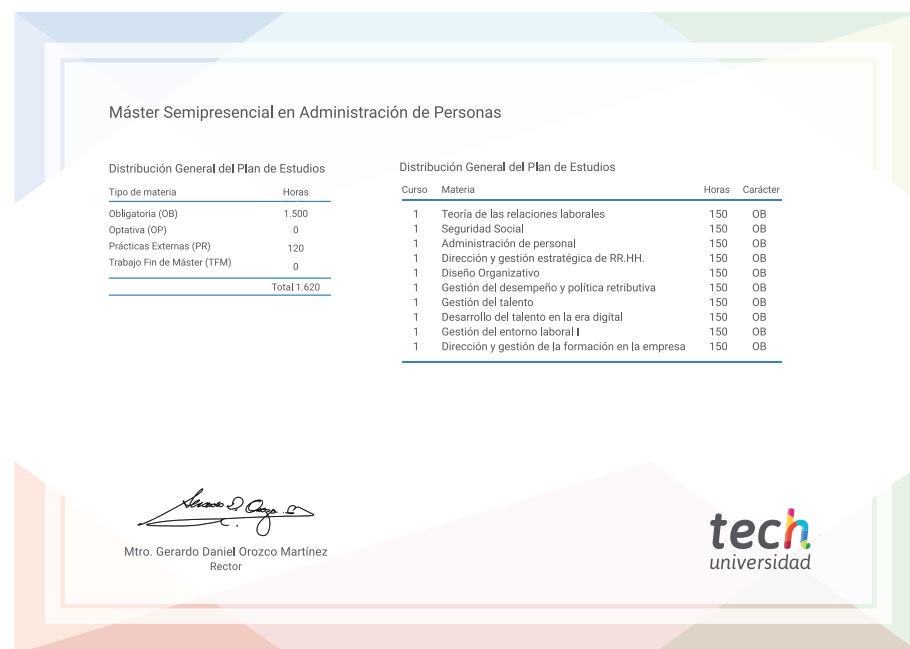 Máster Semipresencial en Administración de Personas
Distribución General del Plan de Estudios
Tipo de materia Horas
Obligatoria (OB) 1.500
Optativa (OP) 0
Prácticas Externas (PR) 120
Trabajo Fin de Máster (TFM) 0
Total 1.620
Distribución General del Plan de Estudios
Curso Materia Horas Carácter
1 Teoría de las relaciones laborales 150 OB
1 Seguridad Social 150 OB
1 Administración de personal 150 OB
1 Dirección y gestión estratégica de RR.HH. 150 OB
1 Diseño Organizativo 150 OB
1 Gestión del desempeño y política retributiva 150 OB
1 Gestión del talento 150 OB
1 Desarrollo del talento en la era digital 150 OB
1 Gestión del entorno laboral I 150 OB
1 Dirección y gestión de la formación en la empresa 150 OB
Mtro. Gerardo Daniel Orozco Martínez
Rector
tech
universidad